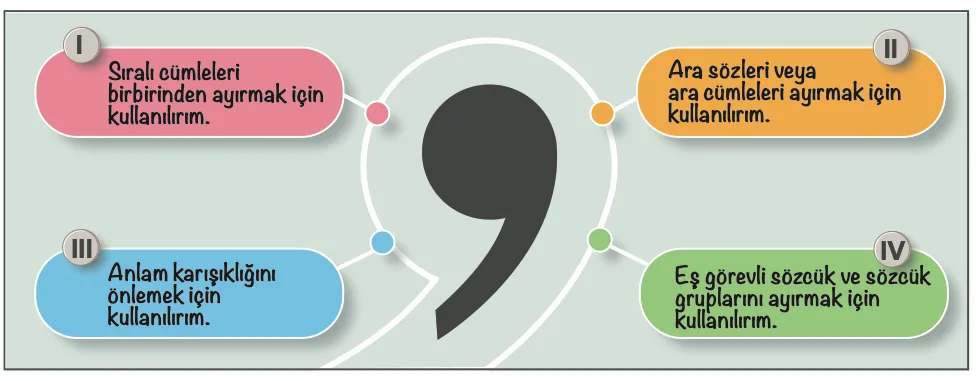 I
Sıralı cümleleri
birbirinden ayırmak için
kullanılırım.
II
Ara sözleri veya
ara cümleleri ayırmak için
kullanılırım.
III
Anlam karışıklığını
önlemek için
kullanılırım.
IV
Eş görevli sözcük ve sözcük
gruplarını ayırmak için
kullanılırım.
,